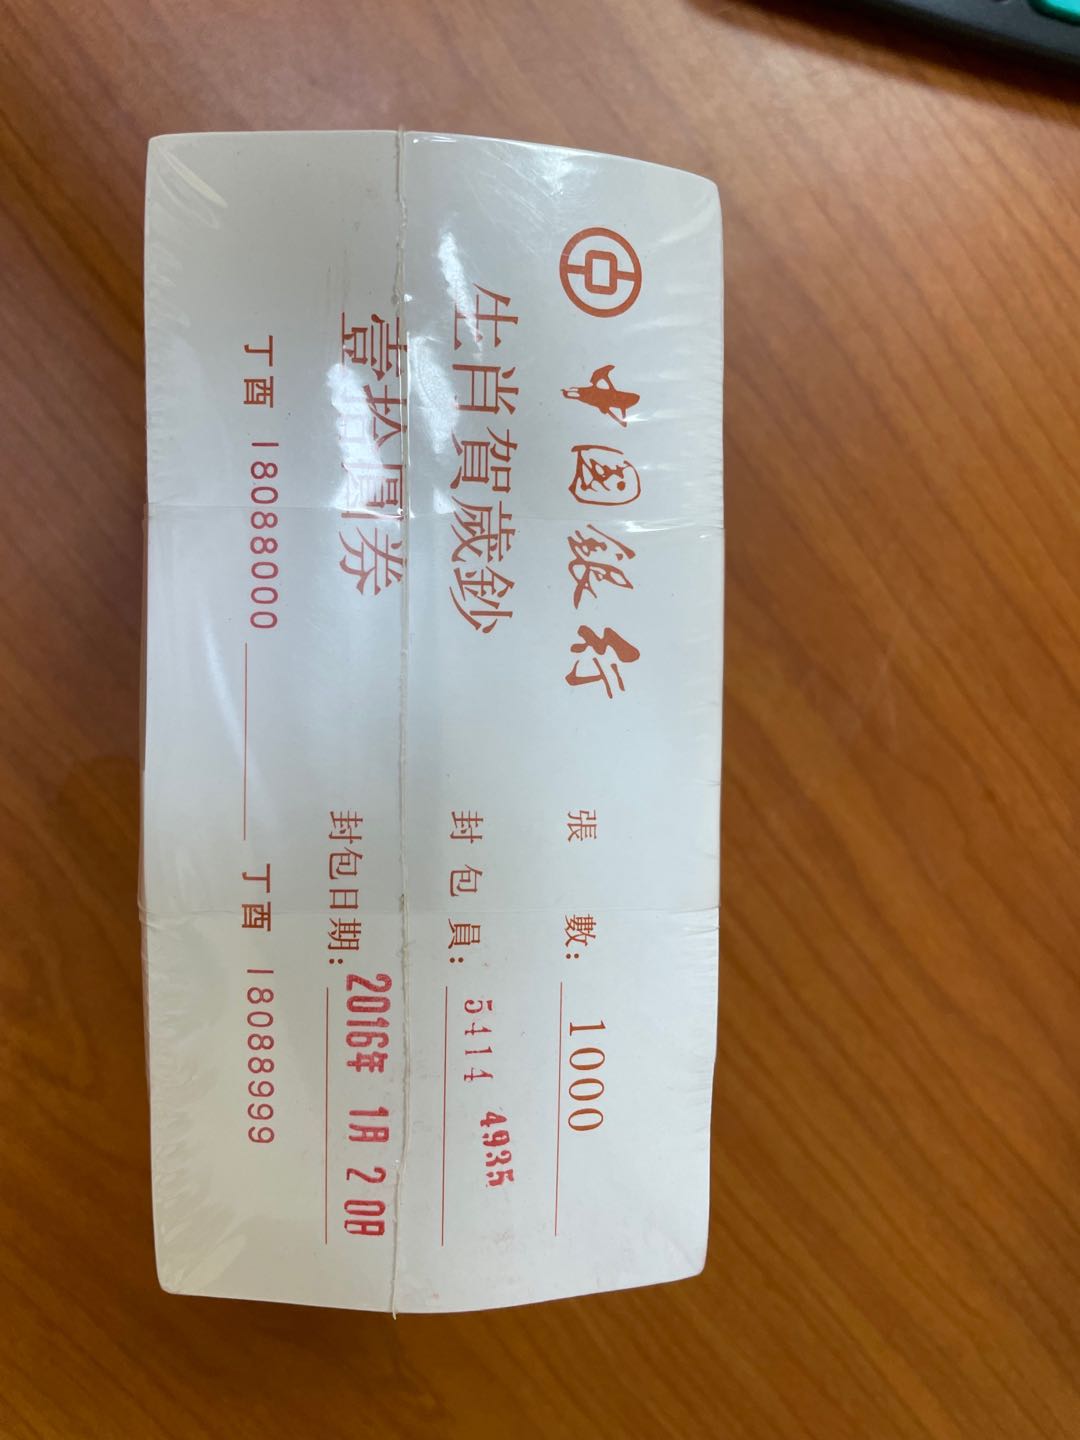 中國銀行
生肖賀歲鈔
壹拾圓券
張 數: 1000
封 包 員: 5414 4935
封包日期: 2016年 1月 2 0日
丁酉 18088000 —— 丁酉 18088999